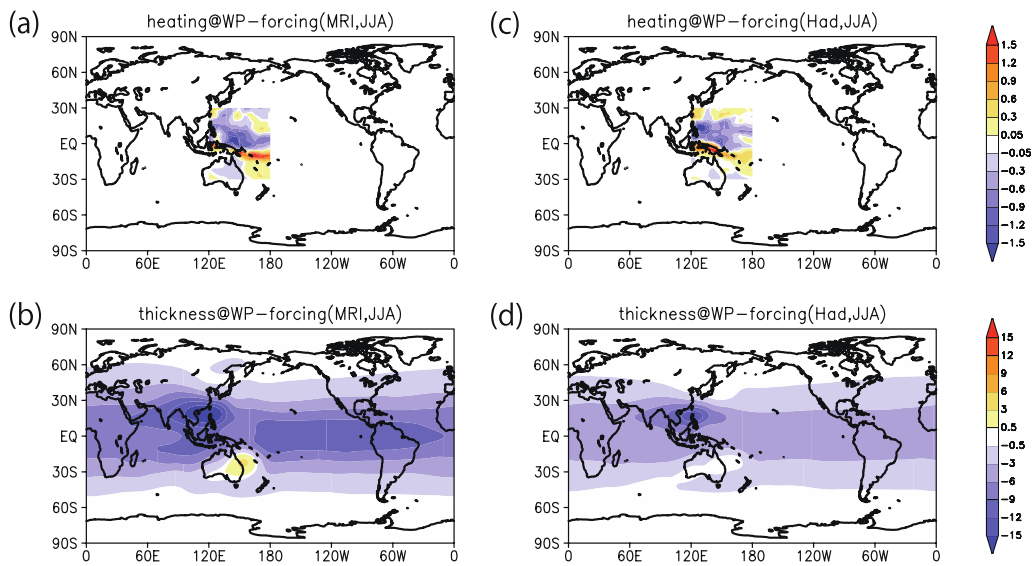 (a) heating@WP-forcing(MRI,JJA)
90N
60N
30N
EQ
30S
60S
90S
0 60E 120E 180 120W 60W 0
(c) heating@WP-forcing(Had,JJA)
90N
60N
30N
EQ
30S
60S
90S
0 60E 120E 180 120W 60W 0
1.5
1.2
0.9
0.6
0.3
0.05
-0.05
-0.3
-0.6
-0.9
-1.2
-1.5
(b) thickness@WP-forcing(MRI,JJA)
90N
60N
30N
EQ
30S
60S
90S
0 60E 120E 180 120W 60W 0
(d) thickness@WP-forcing(Had,JJA)
90N
60N
30N
EQ
30S
60S
90S
0 60E 120E 180 120W 60W 0
15
12
9
6
3
0.5
-0.5
-3
-6
-9
-12
-15